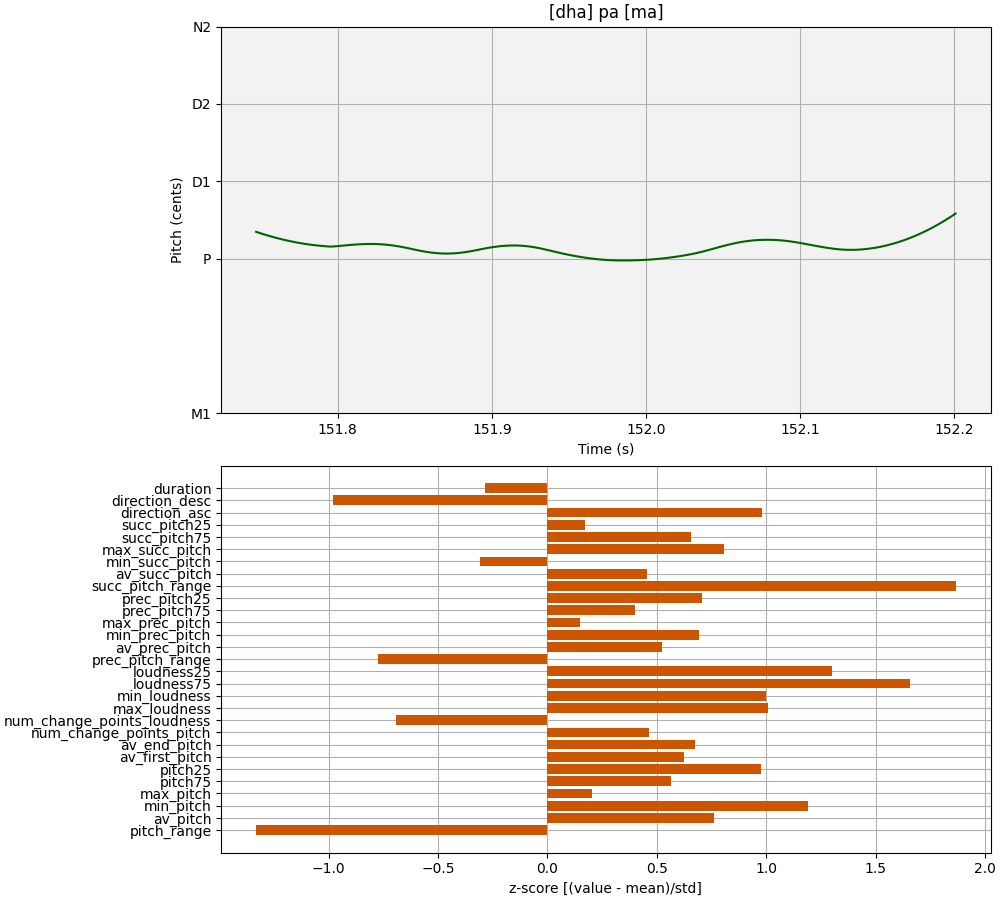 [dha] pa [ma]
N2
D2
D1
P
M1
Pitch (cents)
151.8 151.9 152.0 152.1 152.2
Time (s)
duration
direction_desc
direction_asc
succ_pitch25
succ_pitch75
max_succ_pitch
min_succ_pitch
av_succ_pitch
succ_pitch_range
prec_pitch25
prec_pitch75
max_prec_pitch
min_prec_pitch
av_prec_pitch
prec_pitch_range
loudness25
loudness75
min_loudness
max_loudness
num_change_points_loudness
num_change_points_pitch
av_end_pitch
av_first_pitch
pitch25
pitch75
max_pitch
min_pitch
av_pitch
pitch_range
−1.0 −0.5 0.0 0.5 1.0 1.5 2.0
z-score [(value - mean)/std]